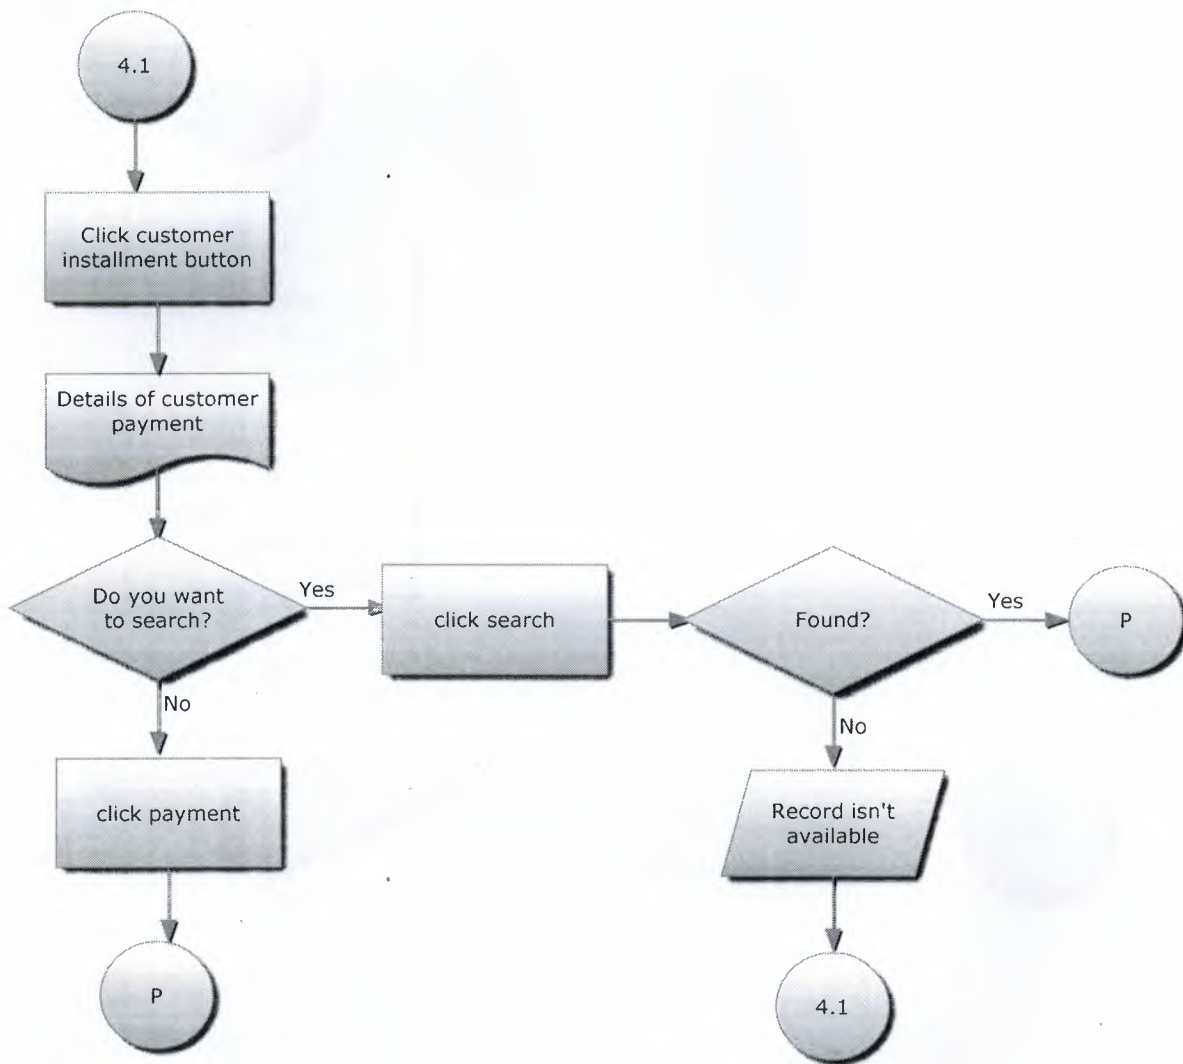 4.1
Click customer
installment button
Details of customer
payment
Do you want
to search?
Yes
click search
Found?
Yes
P
No
click payment
P
No
Record isn't
available
4.1